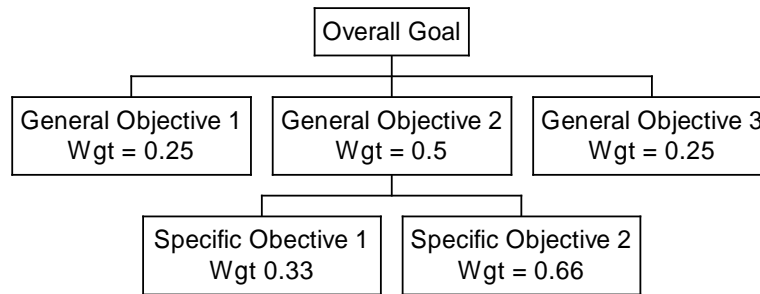 Overall Goal
General Objective 1
Wgt = 0.25
General Objective 2
Wgt = 0.5
General Objective 3
Wgt = 0.25
Specific Obective 1
Wgt 0.33
Specific Objective 2
Wgt = 0.66